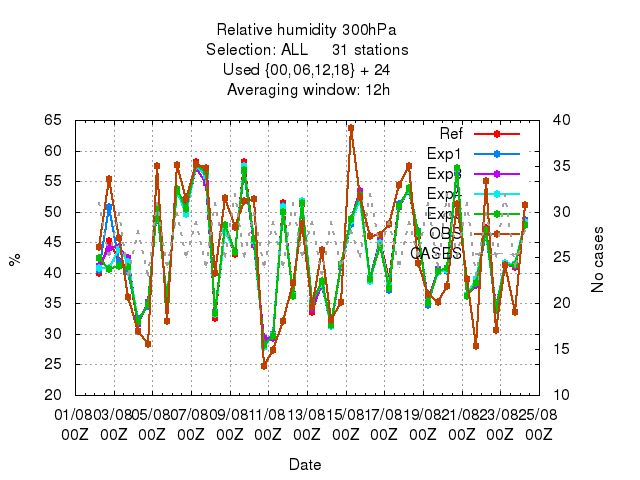 Relative humidity 300hPa
Selection: ALL 31 stations
Used {00,06,12,18} + 24
Averaging window: 12h
65 40
60 35
55
50 30
45 25
40
35 20
30 15
25
20 10
%
No cases
Ref
Exp1
Exp
Exp
Exp
OBS
CASES
01/08 03/08 05/08 07/08 09/08 11/08 13/08 15/08 17/08 19/08 21/08 23/08 25/08
00Z 00Z 00Z 00Z 00Z 00Z 00Z 00Z 00Z 00Z 00Z 00Z 00Z
Date